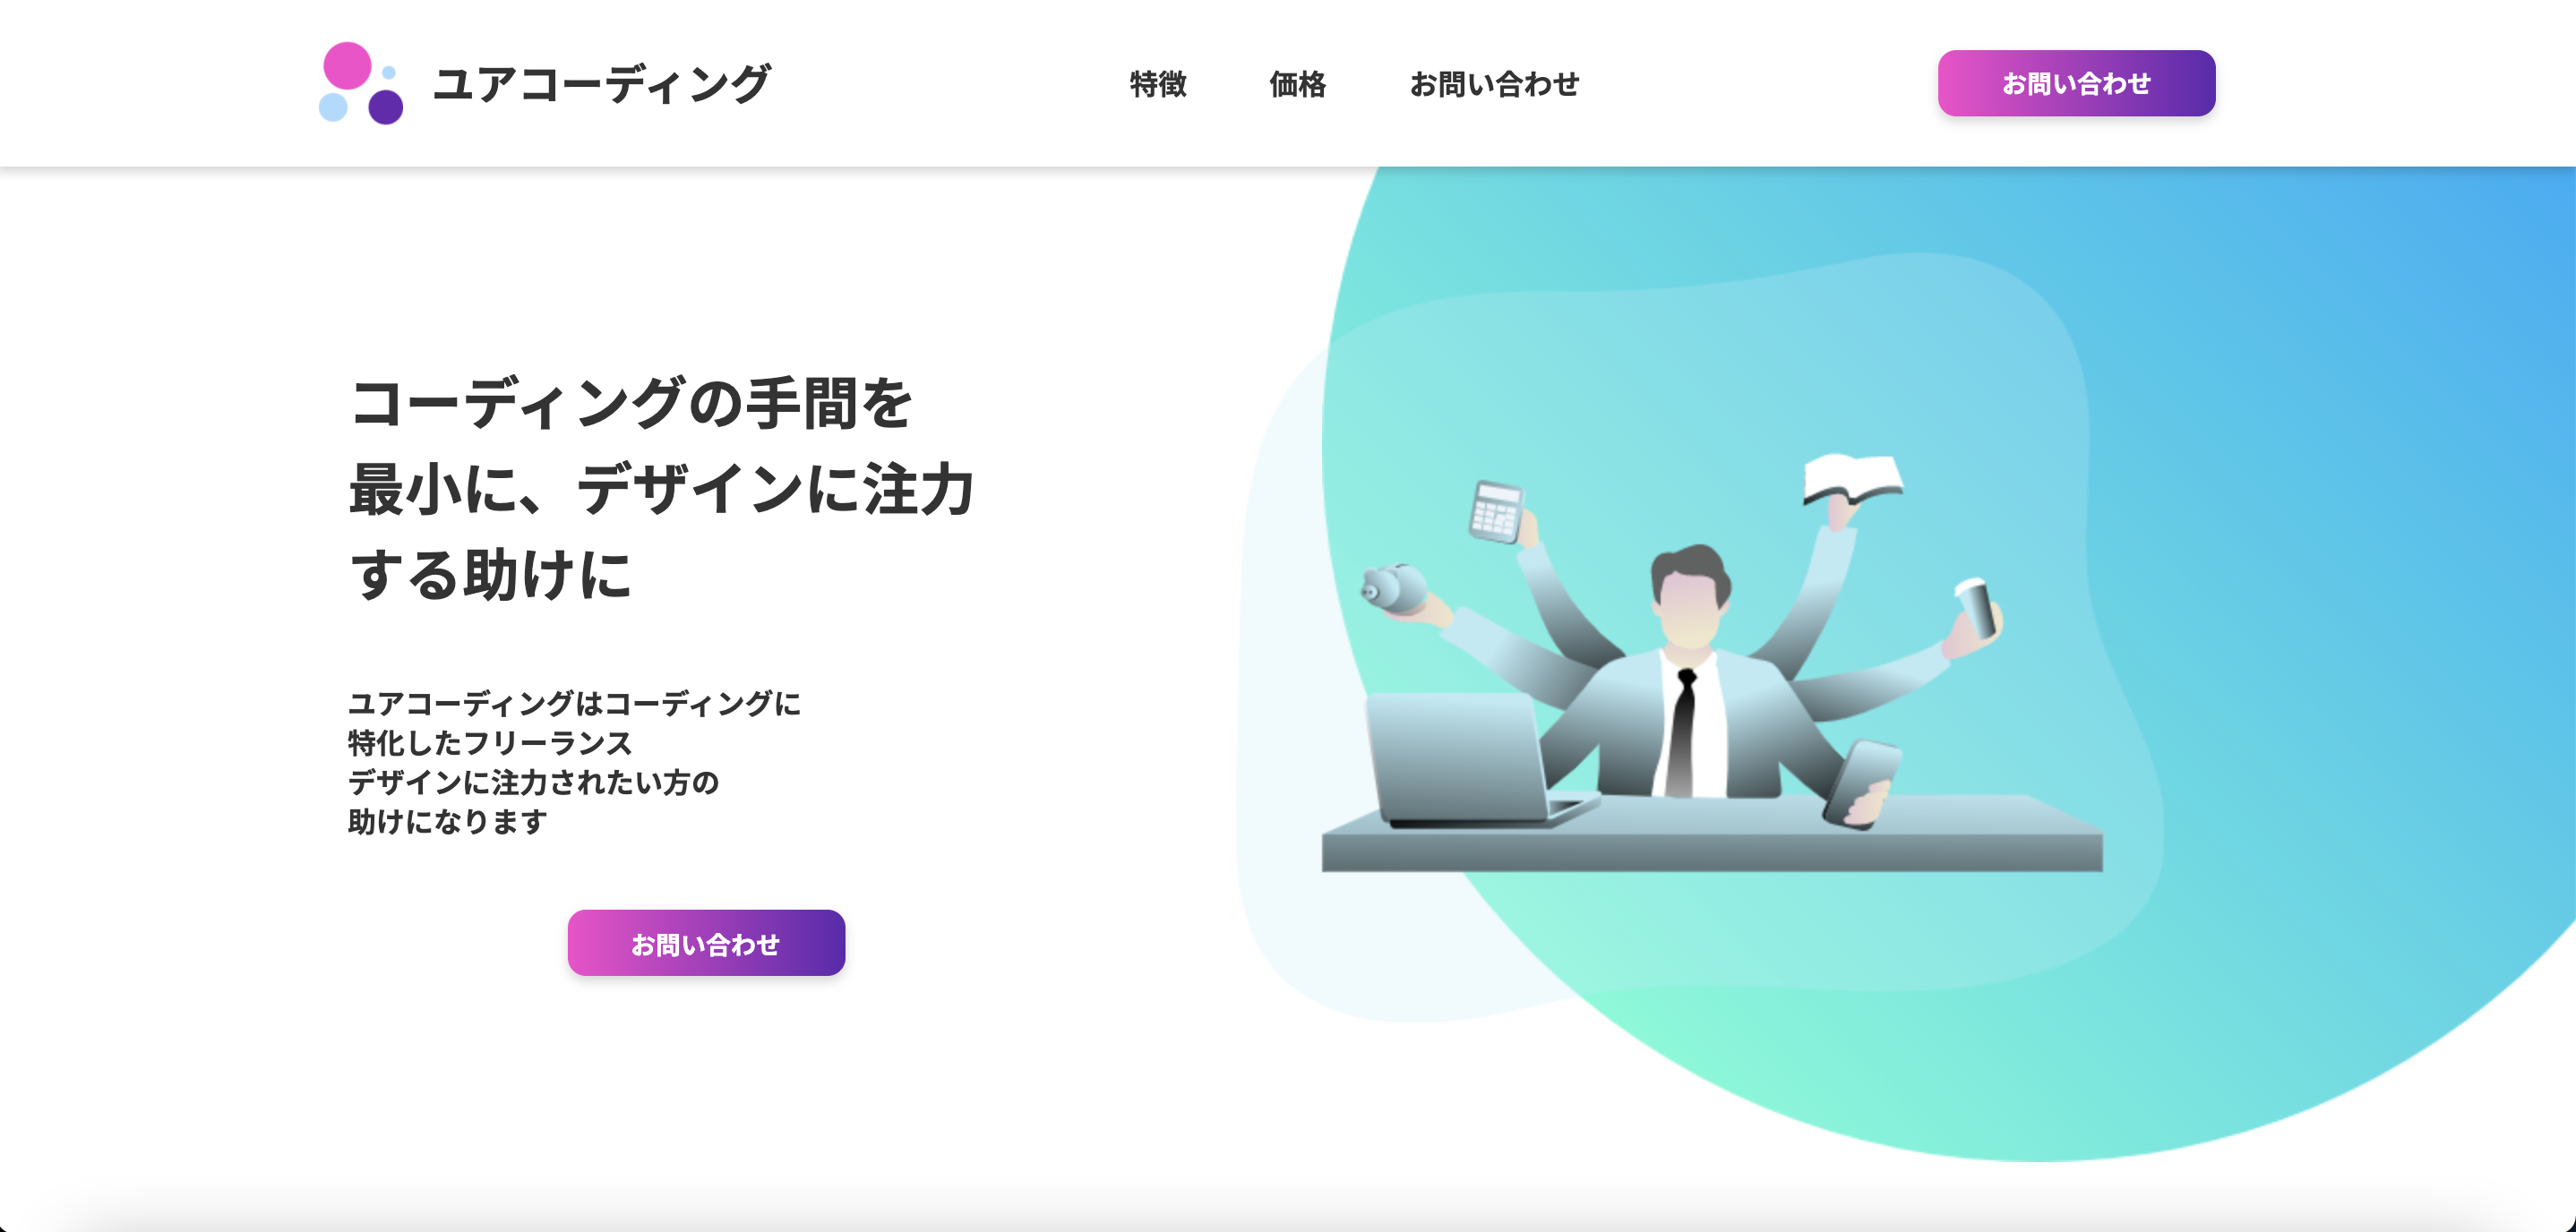 ユアコーディング
特徴
価格
お問い合わせ
お問い合わせ
コーディングの手間を
最小に、デザインに注力
する助けに
ユアコーディングはコーディングに
特化したフリーランス
デザインに注力されたい方の
助けになります
お問い合わせ